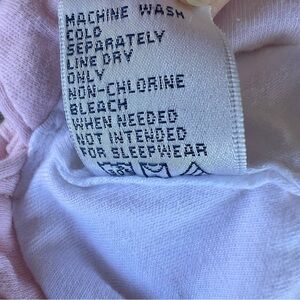 MACHINE WASH
COLD
SEPARATELY
LINE DRY
ONLY
NON-CHLORINE
BLEACH
WHEN NEEDED
NOT INTENDED
FOR SLEEPWEAR